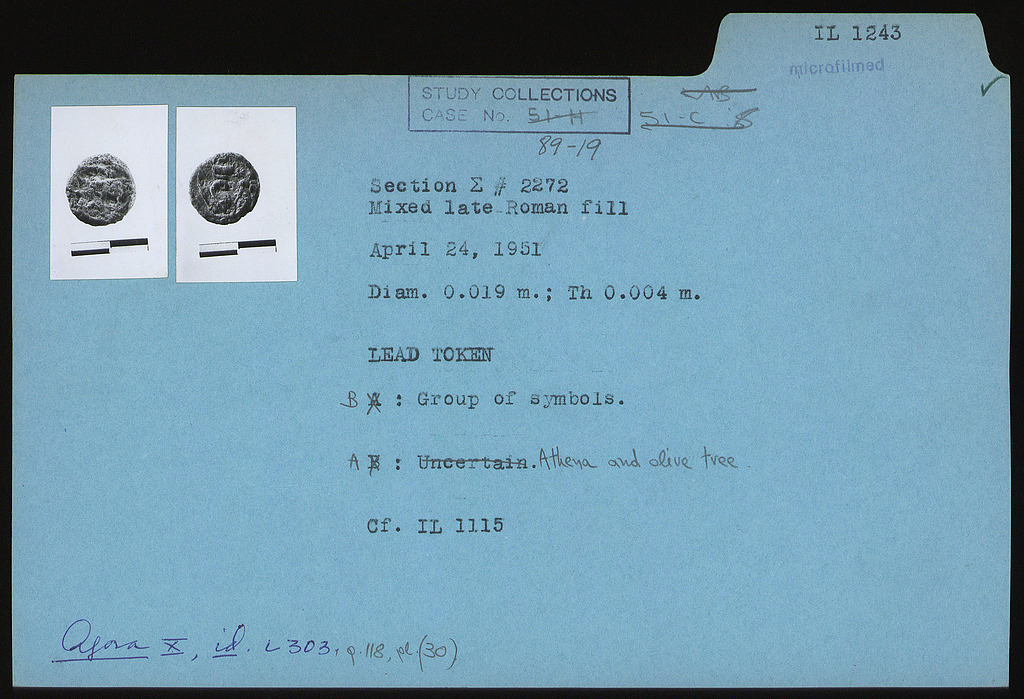 IL 1243
microfilmed
STUDY COLLECTIONS
CASE No. 51-H
AB
51-C 8
89-19
Section Σ # 2272
Mixed late Roman fill
April 24, 1951
Diam. 0.019 m.; Th 0.004 m.
LEAD TOKEN
B A : Group of symbols.
A B : Uncertain. Athena and olive tree
Cf. IL 1115
Agora X, id. L 303, p. 118, pl. (30)